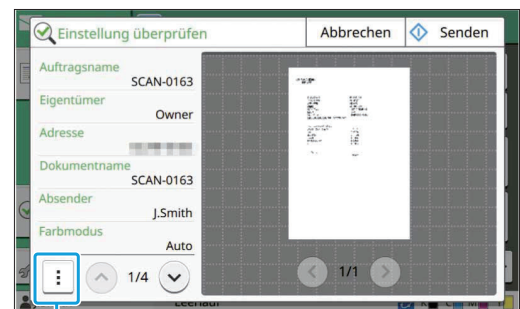 Einstellung überprüfen
Abbrechen
Senden
Auftragsname
SCAN-0163
Eigentümer
Owner
Adresse
Dokumentname
SCAN-0163
Absender
J.Smith
Farbmodus
Auto
1/4
1/1
Leerlauf
K C M Y